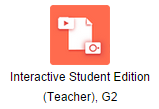 Interactive Student Edition
(Teacher), G2